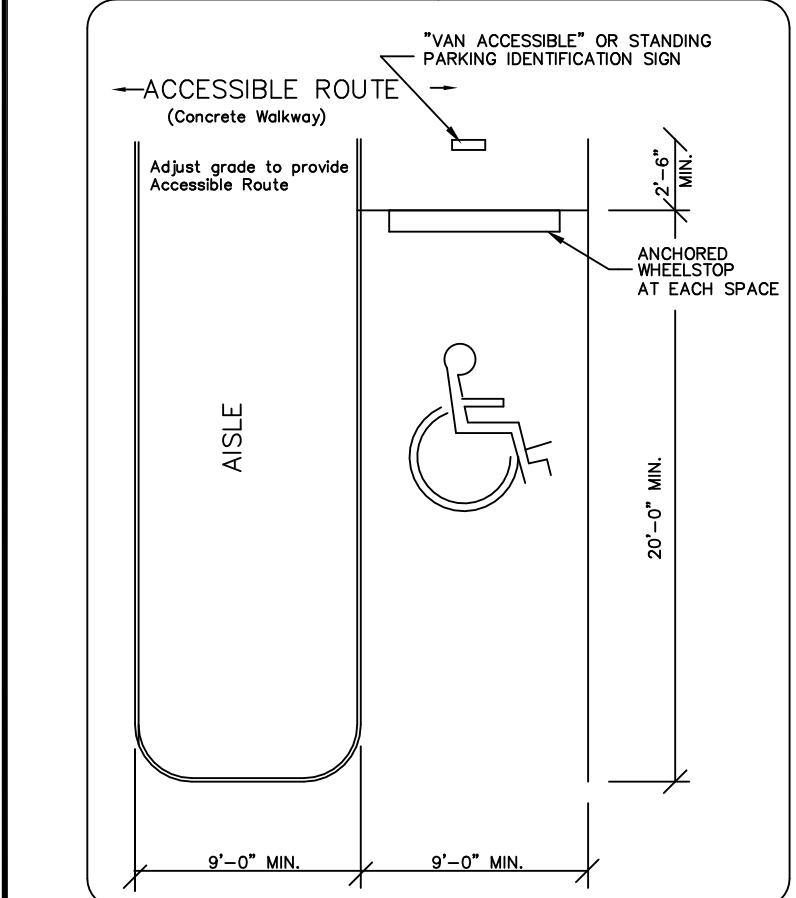 "VAN ACCESSIBLE" OR STANDING
PARKING IDENTIFICATION SIGN
ACCESSIBLE ROUTE
(Concrete Walkway)
Adjust grade to provide
Accessible Route
2'-6"
MIN.
ANCHORED
WHEELSTOP
AT EACH SPACE
AISLE
20'-0" MIN.
9'-0" MIN.
9'-0" MIN.